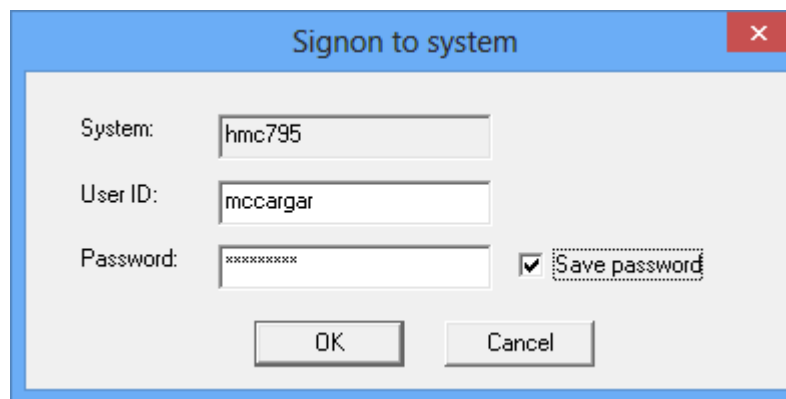 Signon to system
System: hmc795
User ID: mccargar
Password: ********* Save password
OK Cancel